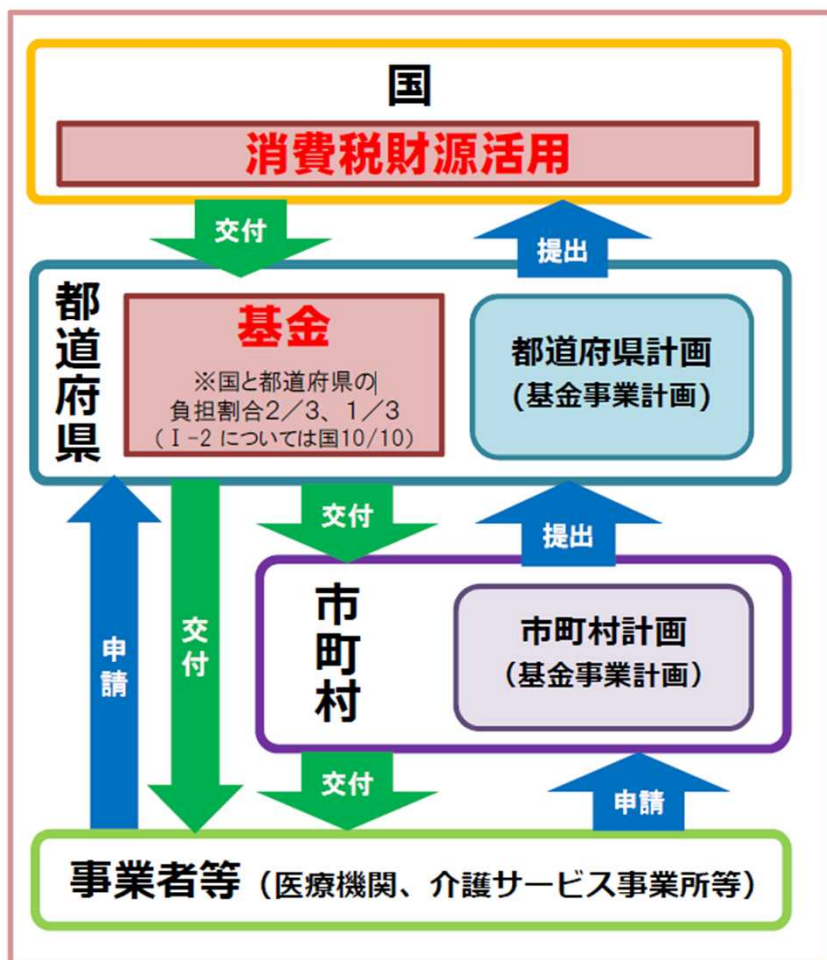 国
消費税財源活用
交付
提出
都道府県
基金
※国と都道府県の
負担割合2/3、1/3
(Ⅰ-2 については国10/10)
都道府県計画
(基金事業計画)
交付
提出
申請
交付
市町村
市町村計画
(基金事業計画)
交付
申請
事業者等(医療機関、介護サービス事業所等)